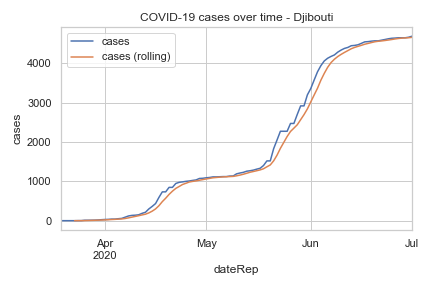 COVID-19 cases over time - Djibouti
cases
cases (rolling)
4000
3000
2000
1000
0
cases
Apr
2020
May
Jun
Jul
dateRep